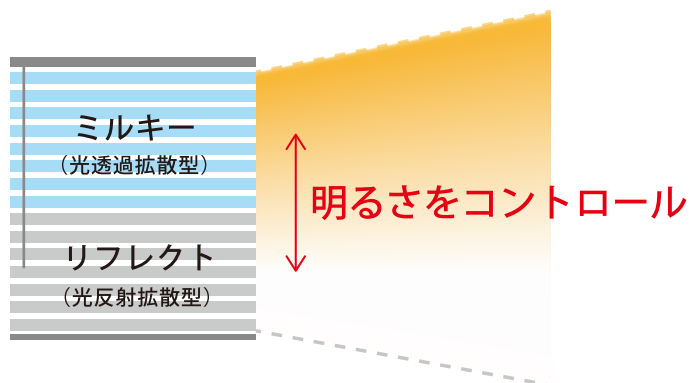 ミルキー
（光透過拡散型）
明るさをコントロール
リフレクト
（光反射拡散型）